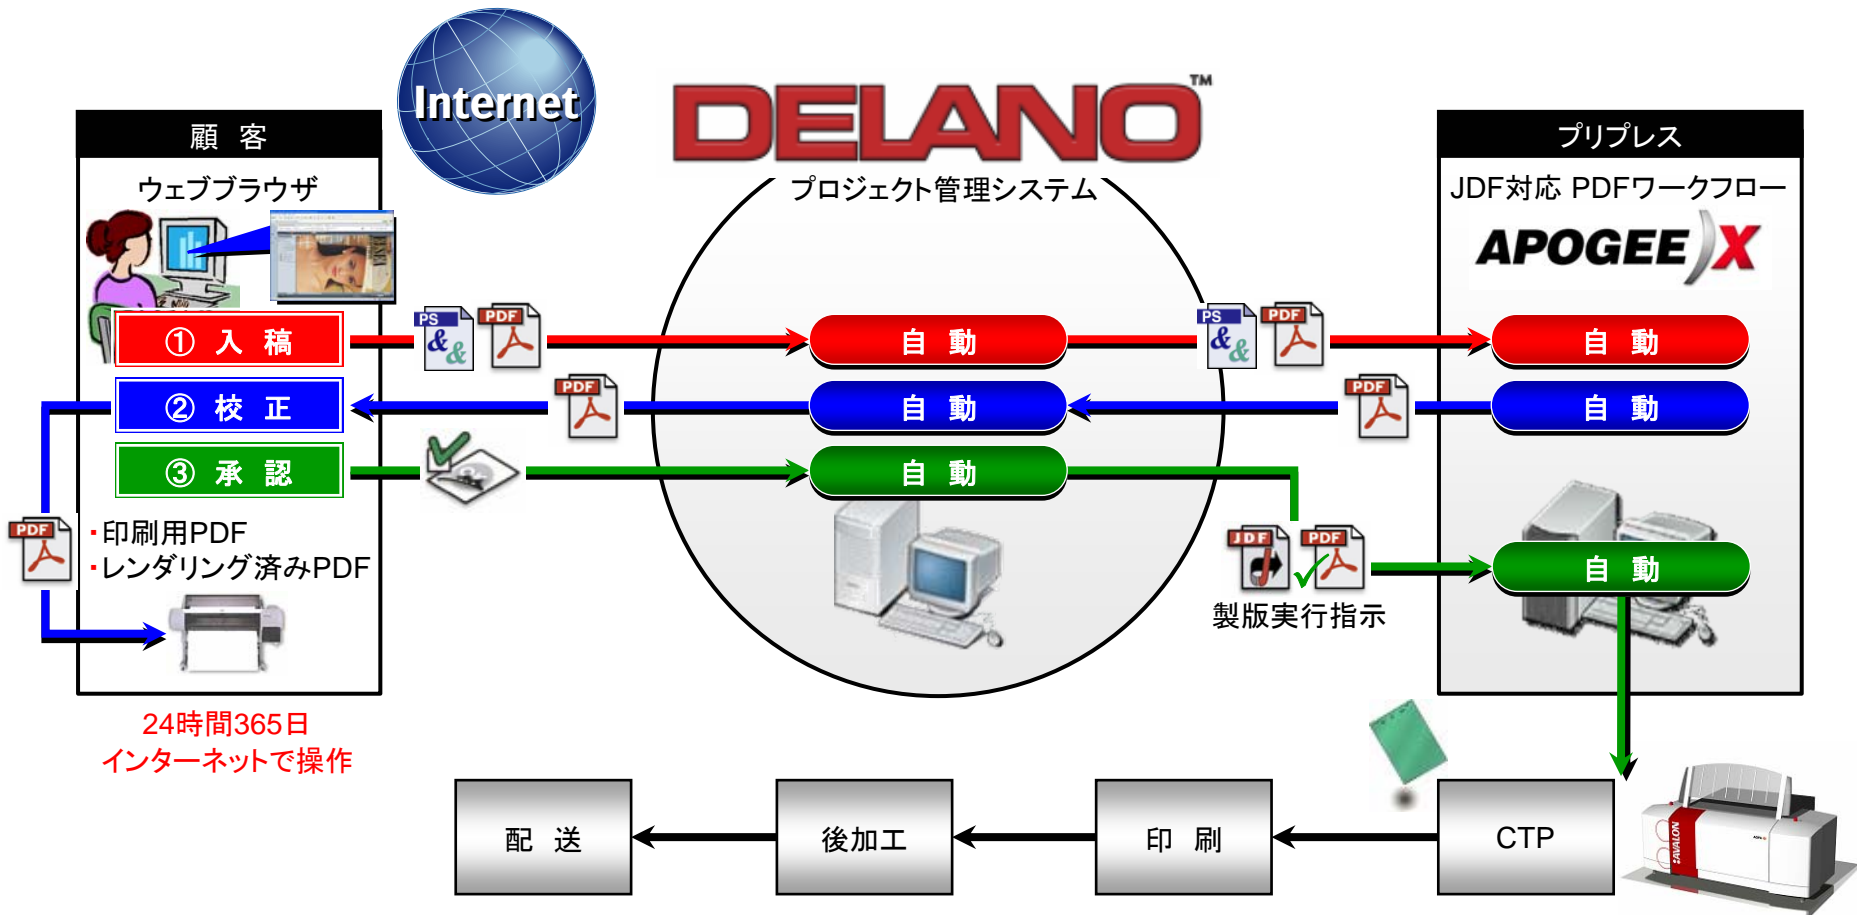 Internet
DELANO™
プロジェクト管理システム
顧 客
ウェブブラウザ
プリプレス
JDF対応 PDFワークフロー
APOGEE X
① 入 稿
PS
PDF
自 動
PS
PDF
自 動
② 校 正
PDF
自 動
PDF
自 動
③ 承 認
OK
自 動
PDF
・印刷用PDF
・レンダリング済みPDF
JDF
PDF
自 動
製版実行指示
24時間365日
インターネットで操作
配 送
後加工
印 刷
CTP
:AVALON